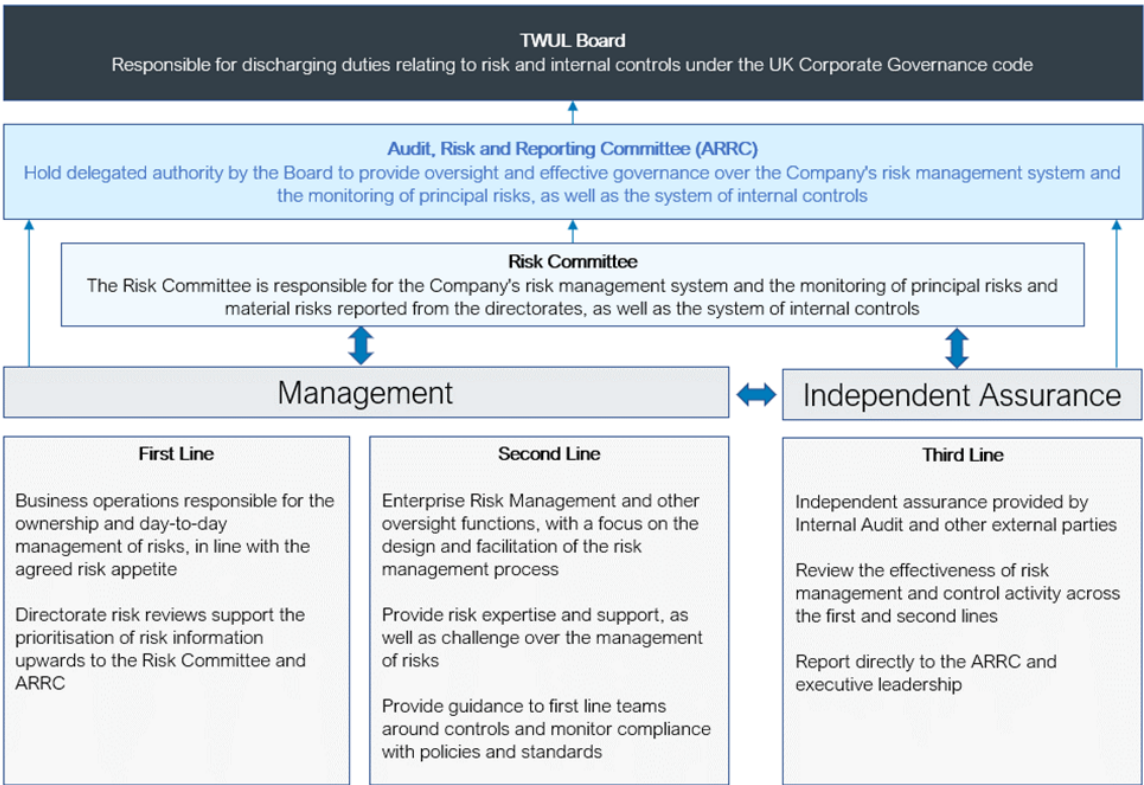 TWUL Board
Responsible for discharging duties relating to risk and internal controls under the UK Corporate Governance code
Audit, Risk and Reporting Committee (ARRC)
Hold delegated authority by the Board to provide oversight and effective governance over the Company's risk management system and
the monitoring of principal risks, as well as the system of internal controls
Risk Committee
The Risk Committee is responsible for the Company's risk management system and the monitoring of principal risks and
material risks reported from the directorates, as well as the system of internal controls
Management
Independent Assurance
First Line
Business operations responsible for the
ownership and day-to-day
management of risks, in line with the
agreed risk appetite
Directorate risk reviews support the
prioritisation of risk information
upwards to the Risk Committee and
ARRC
Second Line
Enterprise Risk Management and other
oversight functions, with a focus on the
design and facilitation of the risk
management process
Provide risk expertise and support, as
well as challenge over the management
of risks
Provide guidance to first line teams
around controls and monitor compliance
with policies and standards
Third Line
Independent assurance provided by
Internal Audit and other external parties
Review the effectiveness of risk
management and control activity across
the first and second lines
Report directly to the ARRC and
executive leadership